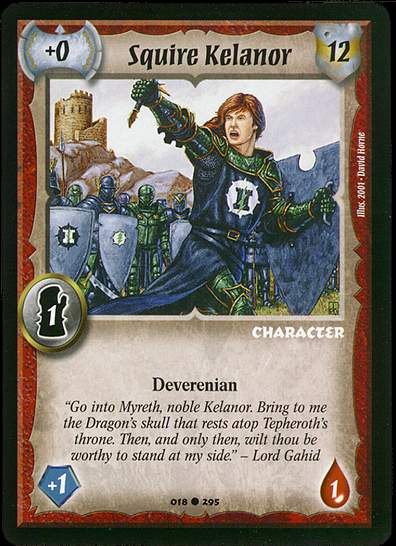 +0
Squire Kelanor
12
Illus. 2001 • David Horne
1
CHARACTER
Deverenian
“Go into Myreth, noble Kelanor. Bring to me
the Dragon’s skull that rests atop Tepheroth’s
throne. Then, and only then, wilt thou be
worthy to stand at my side.” – Lord Gahid
+1
018 ● 295
1